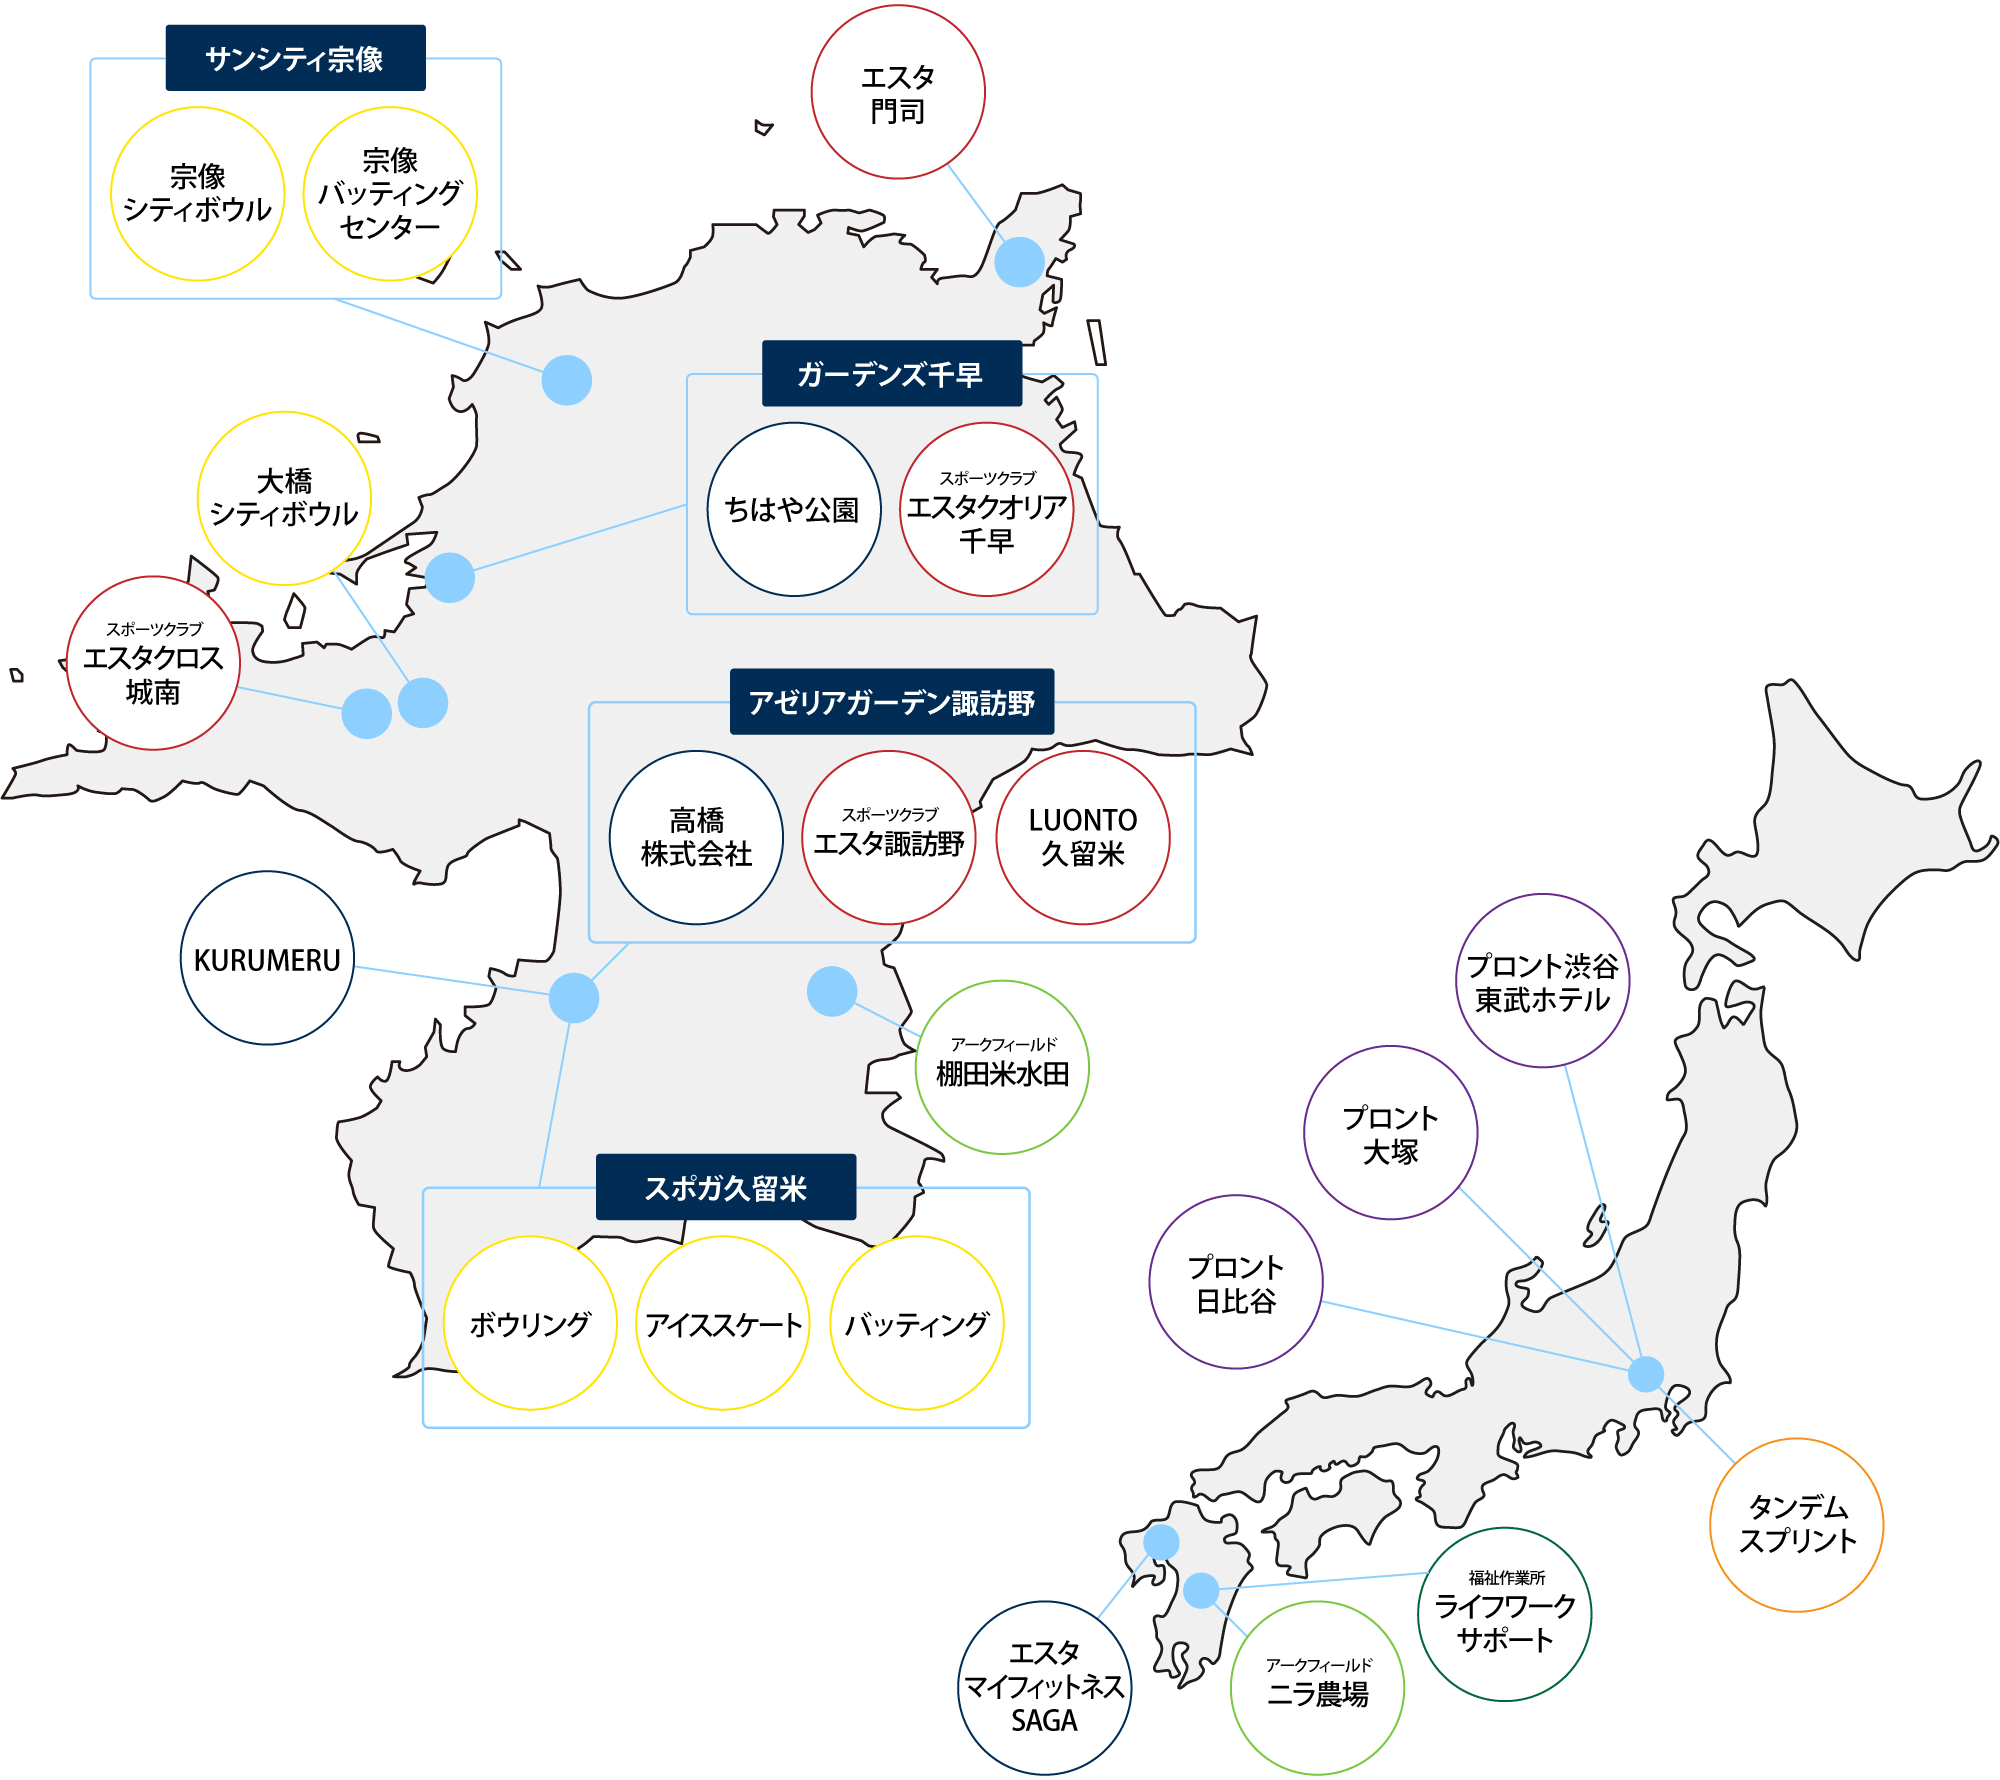 サンシティ宗像
宗像
シティボウル
宗像
バッティング
センター
エスタ
門司
ガーデンズ千早
ちはや公園
スポーツクラブ
エスタクオリア
千早
大橋
シティボウル
スポーツクラブ
エスタクロス
城南
アゼリアガーデン諏訪野
高橋
株式会社
スポーツクラブ
エスタ諏訪野
LUONTO
久留米
KURUMERU
アークフィールド
棚田米水田
スポガ久留米
ボウリング
アイススケート
バッティング
プロント渋谷
東武ホテル
プロント
大塚
プロント
日比谷
タンデム
スプリント
福祉作業所
ライフワーク
サポート
アークフィールド
ニラ農場
エスタ
マイフィットネス
SAGA